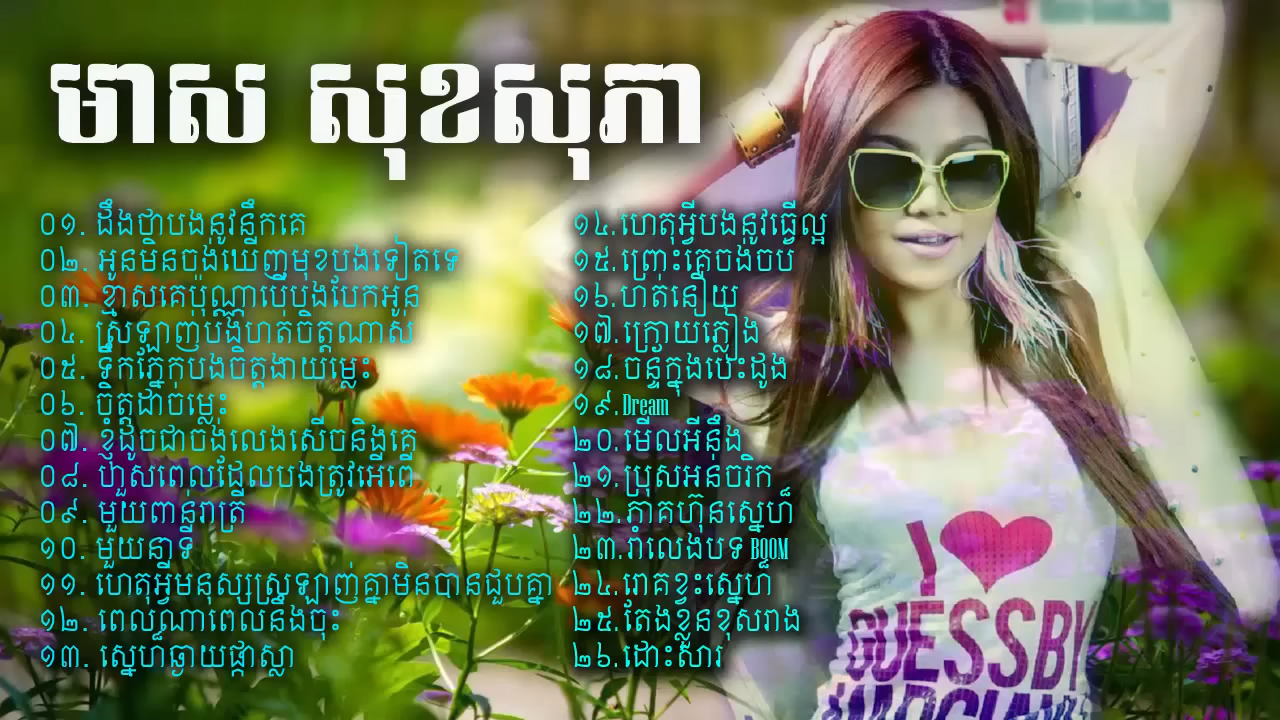 មាស សុខសុភា
០១. ដឹងថាបងនូវនឹកគេ
០២. អូនមិនចង់ឃើញមុខបងទៀតទេ
០៣. ខ្មាសគេប៉ុណ្ណាបើបងបែកអូន
០៤. ស្រឡាញ់បងហត់ចិត្តណាស់
០៥. ទឹកភ្នែកបងចិត្តងាយម្លេះ
០៦. ចិត្តដាច់ម្លេះ
០៧. ខ្ញុំដូចជាចង់លេងសើចនិងគេ
០៨. ហួសពេលដែលបងត្រូវអើពើ
០៩. មួយពាន់រាត្រី
១០. មួយនាទី
១១. ហេតុអ្វីមនុស្សស្រឡាញ់គ្នាមិនបានជួបគ្នា
១២. ពេលណាពេលនឹងចុះ
១៣. ស្នេហ៏ឆ្ងាយផ្កាស្លា
១៤.ហេតុអ្វីបងនូវធ្វើល្អ
១៥.ព្រោះគេចង់ចប់
១៦.ហត់នឿយ
១៧.ក្រោយភ្លៀង
១៨.ចន្ទ័ក្នុងបេះដូង
១៩.Dream
២០.មើលអីនឹង
២១.ប្រុសអន់ចរិក
២២.ភាគហ៊ុនស្នេហ៏
២៣.រាំលេងបទ BOOM
២៤.រោគខ្វះស្នេហ៏
២៥.តែងខ្លួនខុសរាង
២៦.ដោះសារ
I
GUESS BY